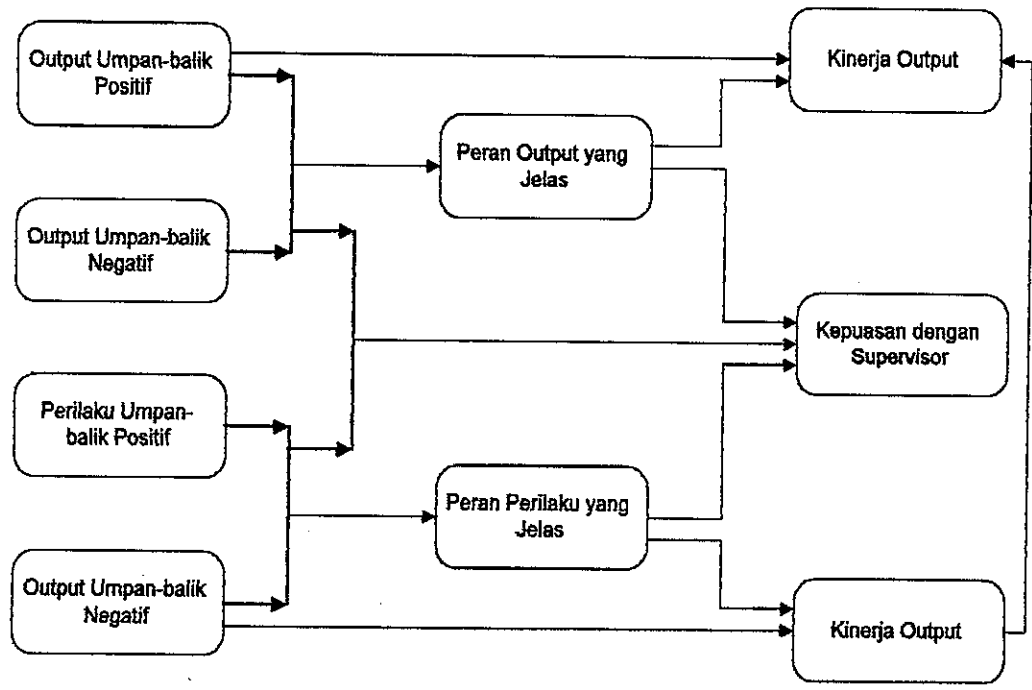 Output Umpan-balik
Positif
Kinerja Output
Peran Output yang
Jelas
Output Umpan-balik
Negatif
Kepuasan dengan
Supervisor
Perilaku Umpan-
balik Positif
Peran Perilaku yang
Jelas
Output Umpan-balik
Negatif
Kinerja Output